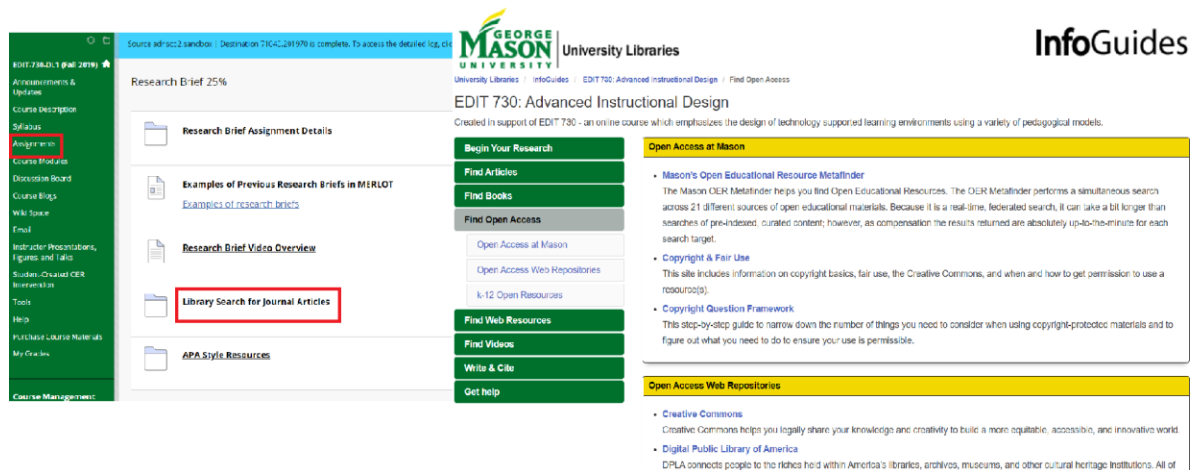 EDIT-730-DL1 (Fall 2019)
Announcements &
Updates
Course Description
Syllabus
Assignments
Course Modules
Discussion Board
Course Blogs
Wiki Space
Email
Instructor Presentations,
Figures and Talks
Student-Created OER
Intervention
Tools
Help
Purchase Course Materials
My Grades
Course Management
is complete. To access the detailed log, clic
Research Brief 25%
Research Brief Assignment Details
Examples of Previous Research Briefs in MERLOT
Examples of research briefs
Research Brief Video Overview
Library Search for Journal Articles
APA Style Resources
GEORGE
MASON
UNIVERSITY
University Libraries
InfoGuides
University Libraries / InfoGuides / EDIT 730: Advanced Instructional Design / Find Open Access
EDIT 730: Advanced Instructional Design
Created in support of EDIT 730 - an online course which emphasizes the design of technology supported learning environments using a variety of pedagogical models.
Begin Your Research
Find Articles
Find Books
Find Open Access
Open Access at Mason
Open Access Web Repositories
k-12 Open Resources
Find Web Resources
Find Videos
Write & Cite
Get help
Open Access at Mason
• Mason's Open Educational Resource Metafinder
The Mason OER Metafinder helps you find Open Educational Resources. The OER Metafinder performs a simultaneous search
across 21 different sources of open educational materials. Because it is a real-time, federated search, it can take a bit longer than
searches of pre-indexed, curated content; however, as compensation the results returned are absolutely up-to-the-minute for each
search target.
• Copyright & Fair Use
This site includes information on copyright basics, fair use, the Creative Commons, and when and how to get permission to use a
resource(s).
• Copyright Question Framework
This step-by-step guide to narrow down the number of things you need to consider when using copyright-protected materials and to
figure out what you need to do to ensure your use is permissible.
Open Access Web Repositories
• Creative Commons
Creative Commons helps you legally share your knowledge and creativity to build a more equitable, accessible, and innovative world.
• Digital Public Library of America
DPLA connects people to the riches held within America's libraries, archives, museums, and other cultural heritage institutions. All of